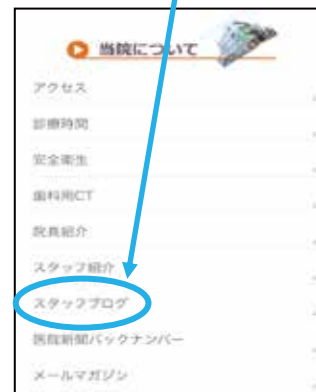 当院について
アクセス
診療時間
安全衛生
歯科用CT
院長紹介
スタッフ紹介
スタッフブログ
医院新聞バックナンバー
メールマガジン